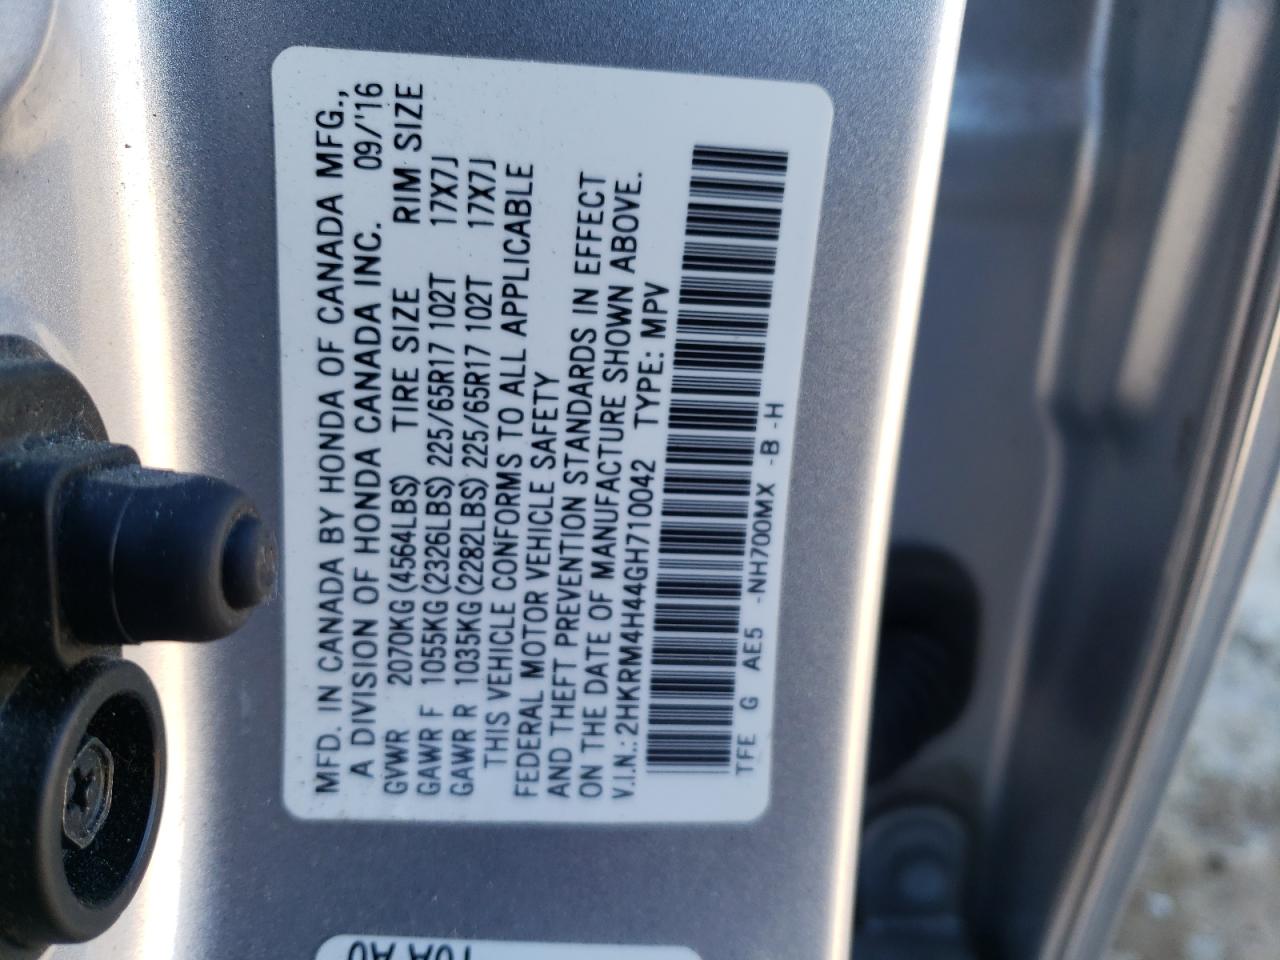 MFD. IN CANADA BY HONDA OF CANADA MFG.,
A DIVISION OF HONDA CANADA INC. 09/'16
GVWR 2070KG (4564LBS) TIRE SIZE RIM SIZE
GAWR F 1055KG (2326LBS) 225/65R17 102T 17X7J
GAWR R 1035KG (2282LBS) 225/65R17 102T 17X7J
THIS VEHICLE CONFORMS TO ALL APPLICABLE
FEDERAL MOTOR VEHICLE SAFETY
AND THEFT PREVENTION STANDARDS IN EFFECT
ON THE DATE OF MANUFACTURE SHOWN ABOVE.
V.I.N.: 2HKRM4H44GH710042 TYPE: MPV
TFE G AE5 -NH700MX -B -H